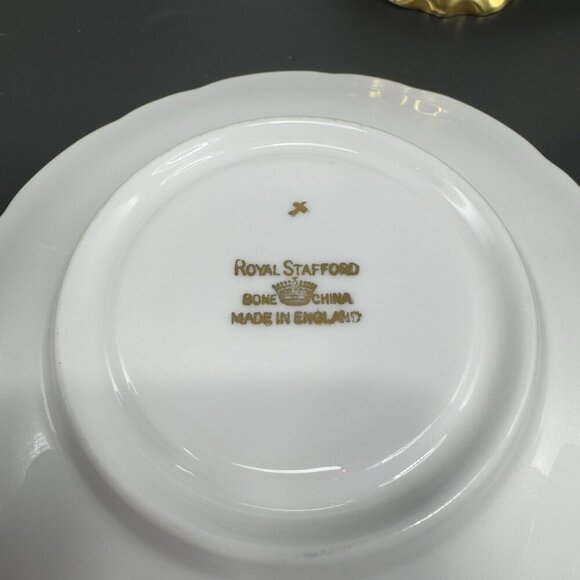 ROYAL STAFFORD
BONE CHINA
MADE IN ENGLAND